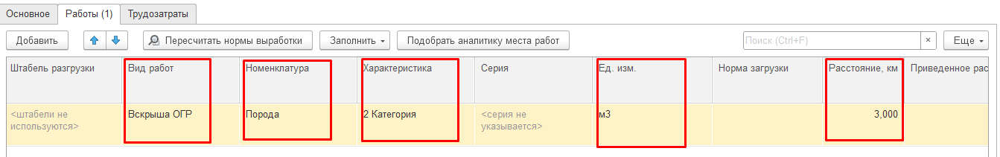 Основное Работы (1) Трудозатраты
Добавить Пересчитать нормы выработки Заполнить Подобрать аналитику места работ Поиск (Ctrl+F) × Еще
Штабель разгрузки Вид работ Номенклатура Характеристика Серия Ед. изм. Норма загрузки Расстояние, км Приведенное рас
<штабели не Вскрыша ОГР Порода 2 Категория <серия не м3 3,000
используются> указывается>